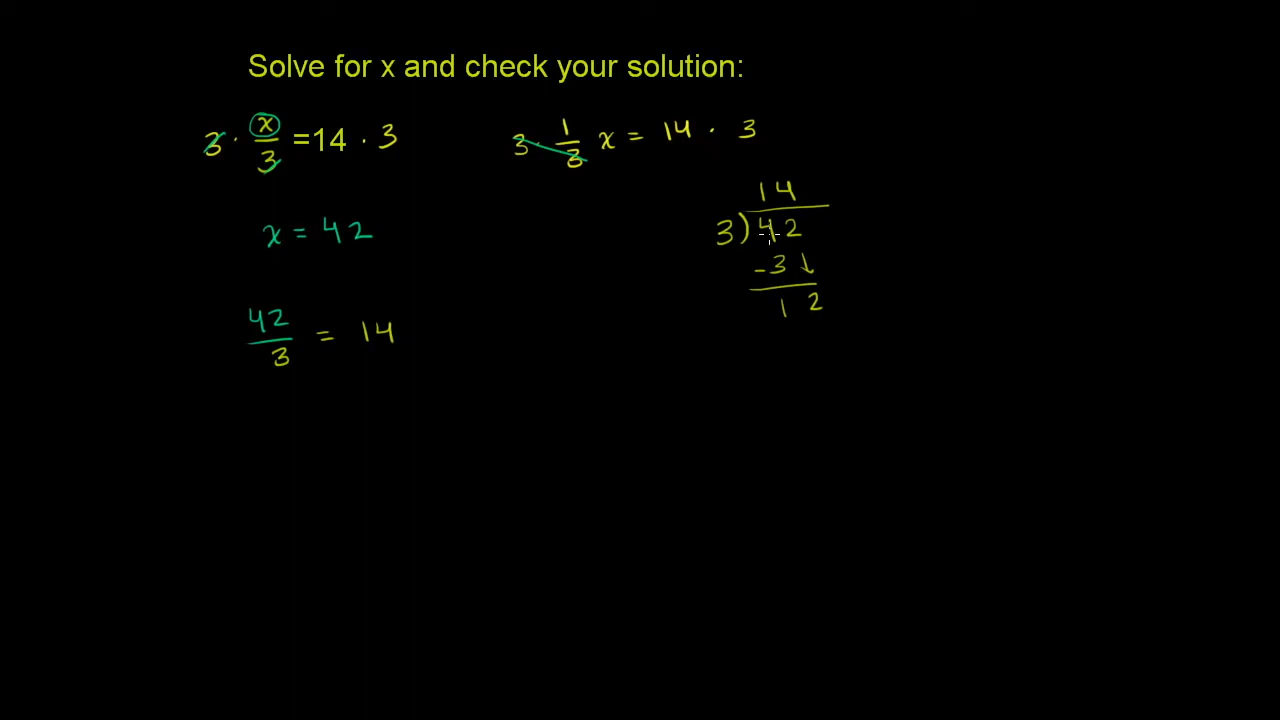 Solve for x and check your solution:
3 · x/3 =14 · 3
3 · 1/3 x = 14 · 3
x = 42
42/3 = 14
14
3)42
-3↓
12